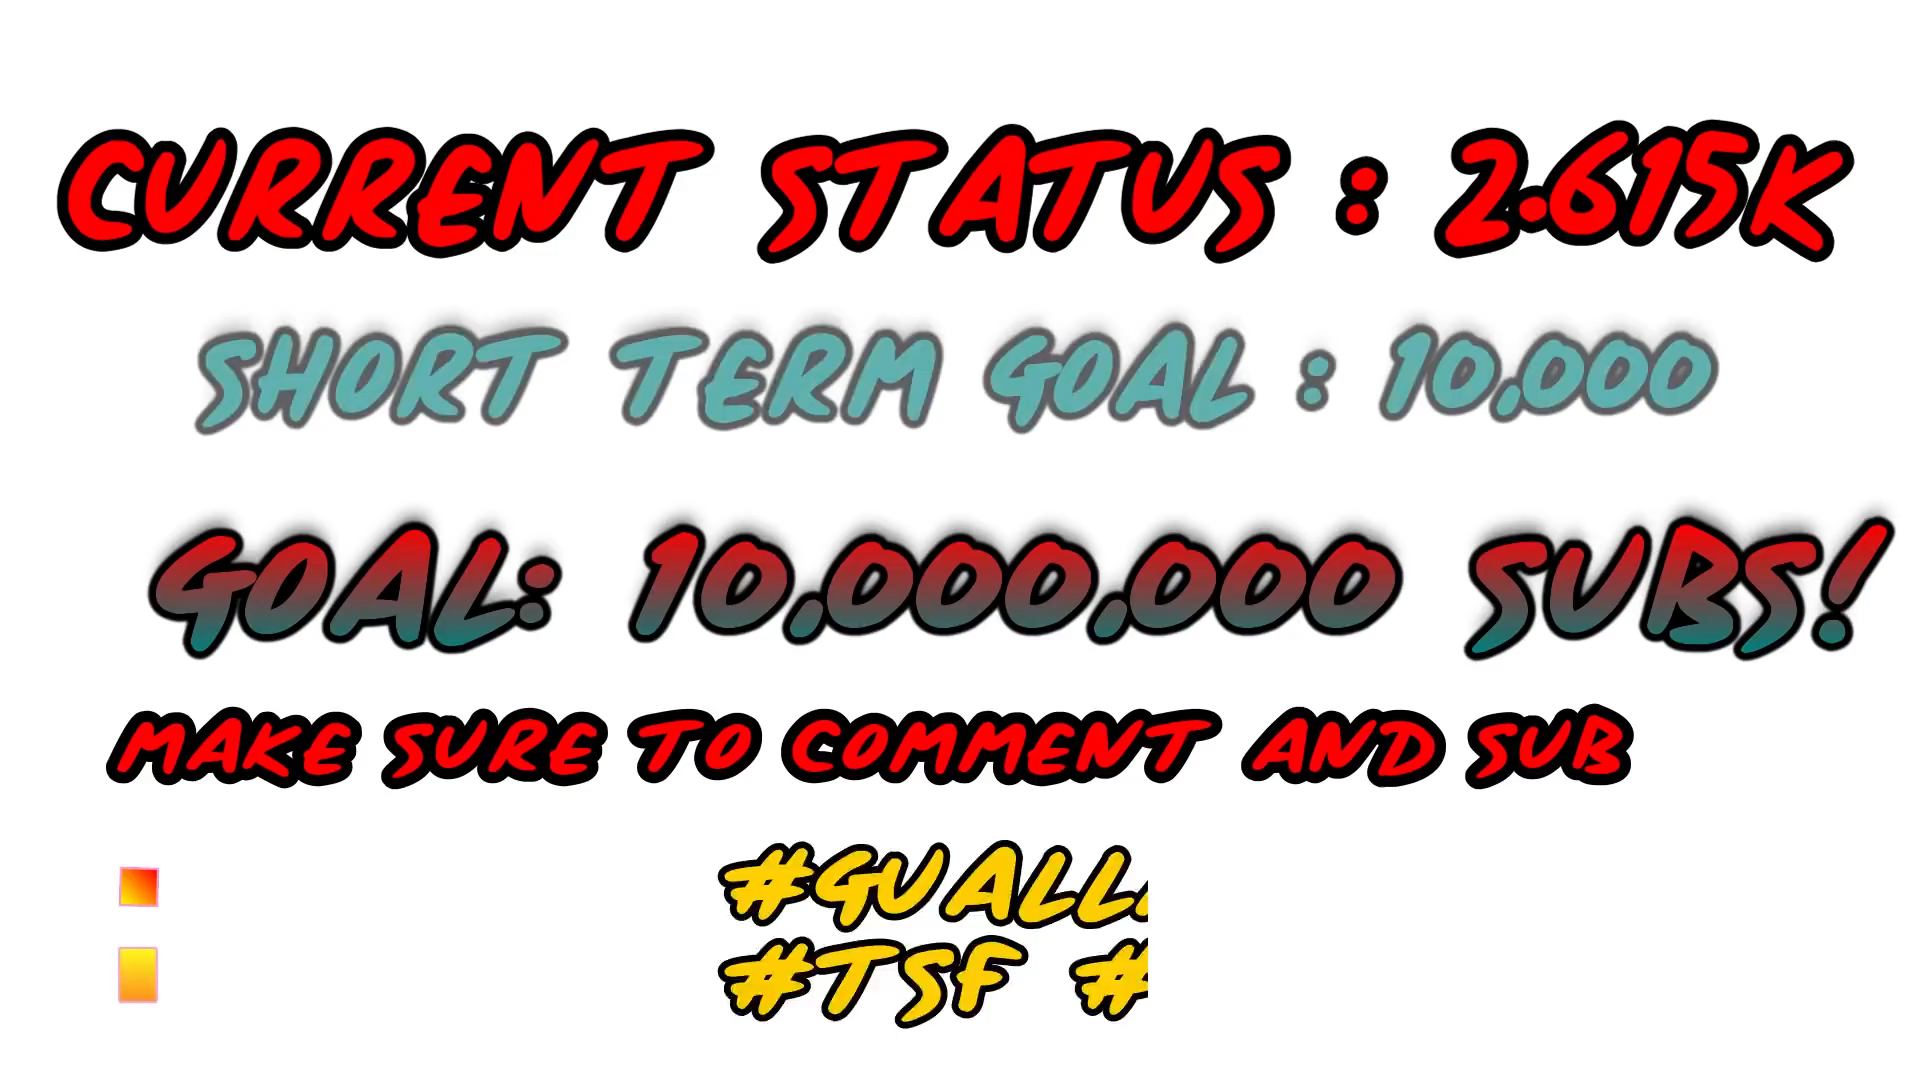 CURRENT STATUS : 2.615K
SHORT TERM GOAL : 10,000
GOAL: 10,000,000 SUBS!
MAKE SURE TO COMMENT AND SUB
#TSF #